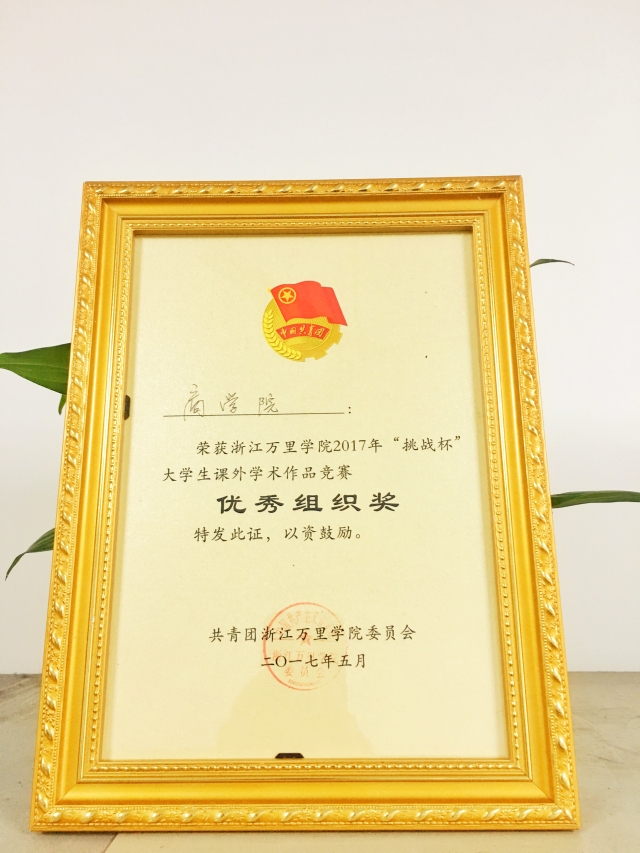 中国共青团
商学院：
荣获浙江万里学院2017年“挑战杯”
大学生课外学术作品竞赛
优秀组织奖
特发此证，以资鼓励。
共青团浙江万里学院委员会
二〇一七年五月